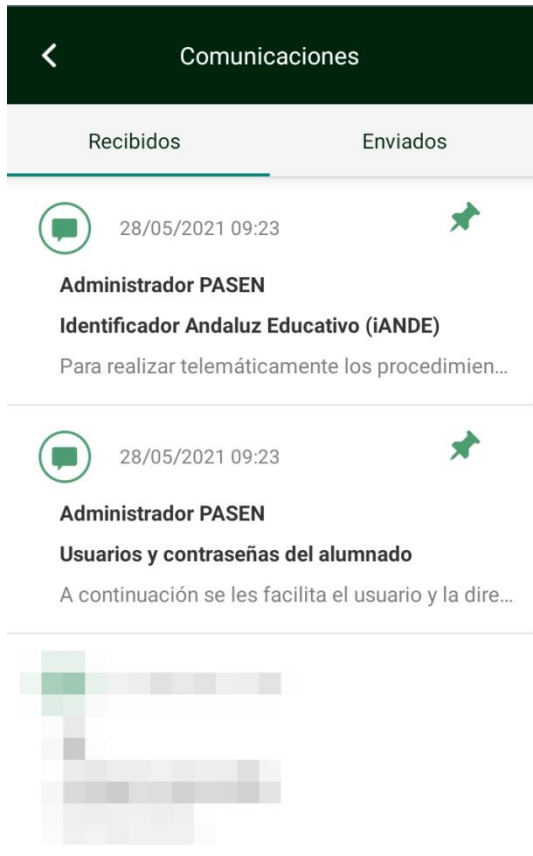 Comunicaciones
Recibidos Enviados
28/05/2021 09:23
Administrador PASEN
Identificador Andaluz Educativo (iANDE)
Para realizar telemáticamente los procedimien...
28/05/2021 09:23
Administrador PASEN
Usuarios y contraseñas del alumnado
A continuación se les facilita el usuario y la dire...